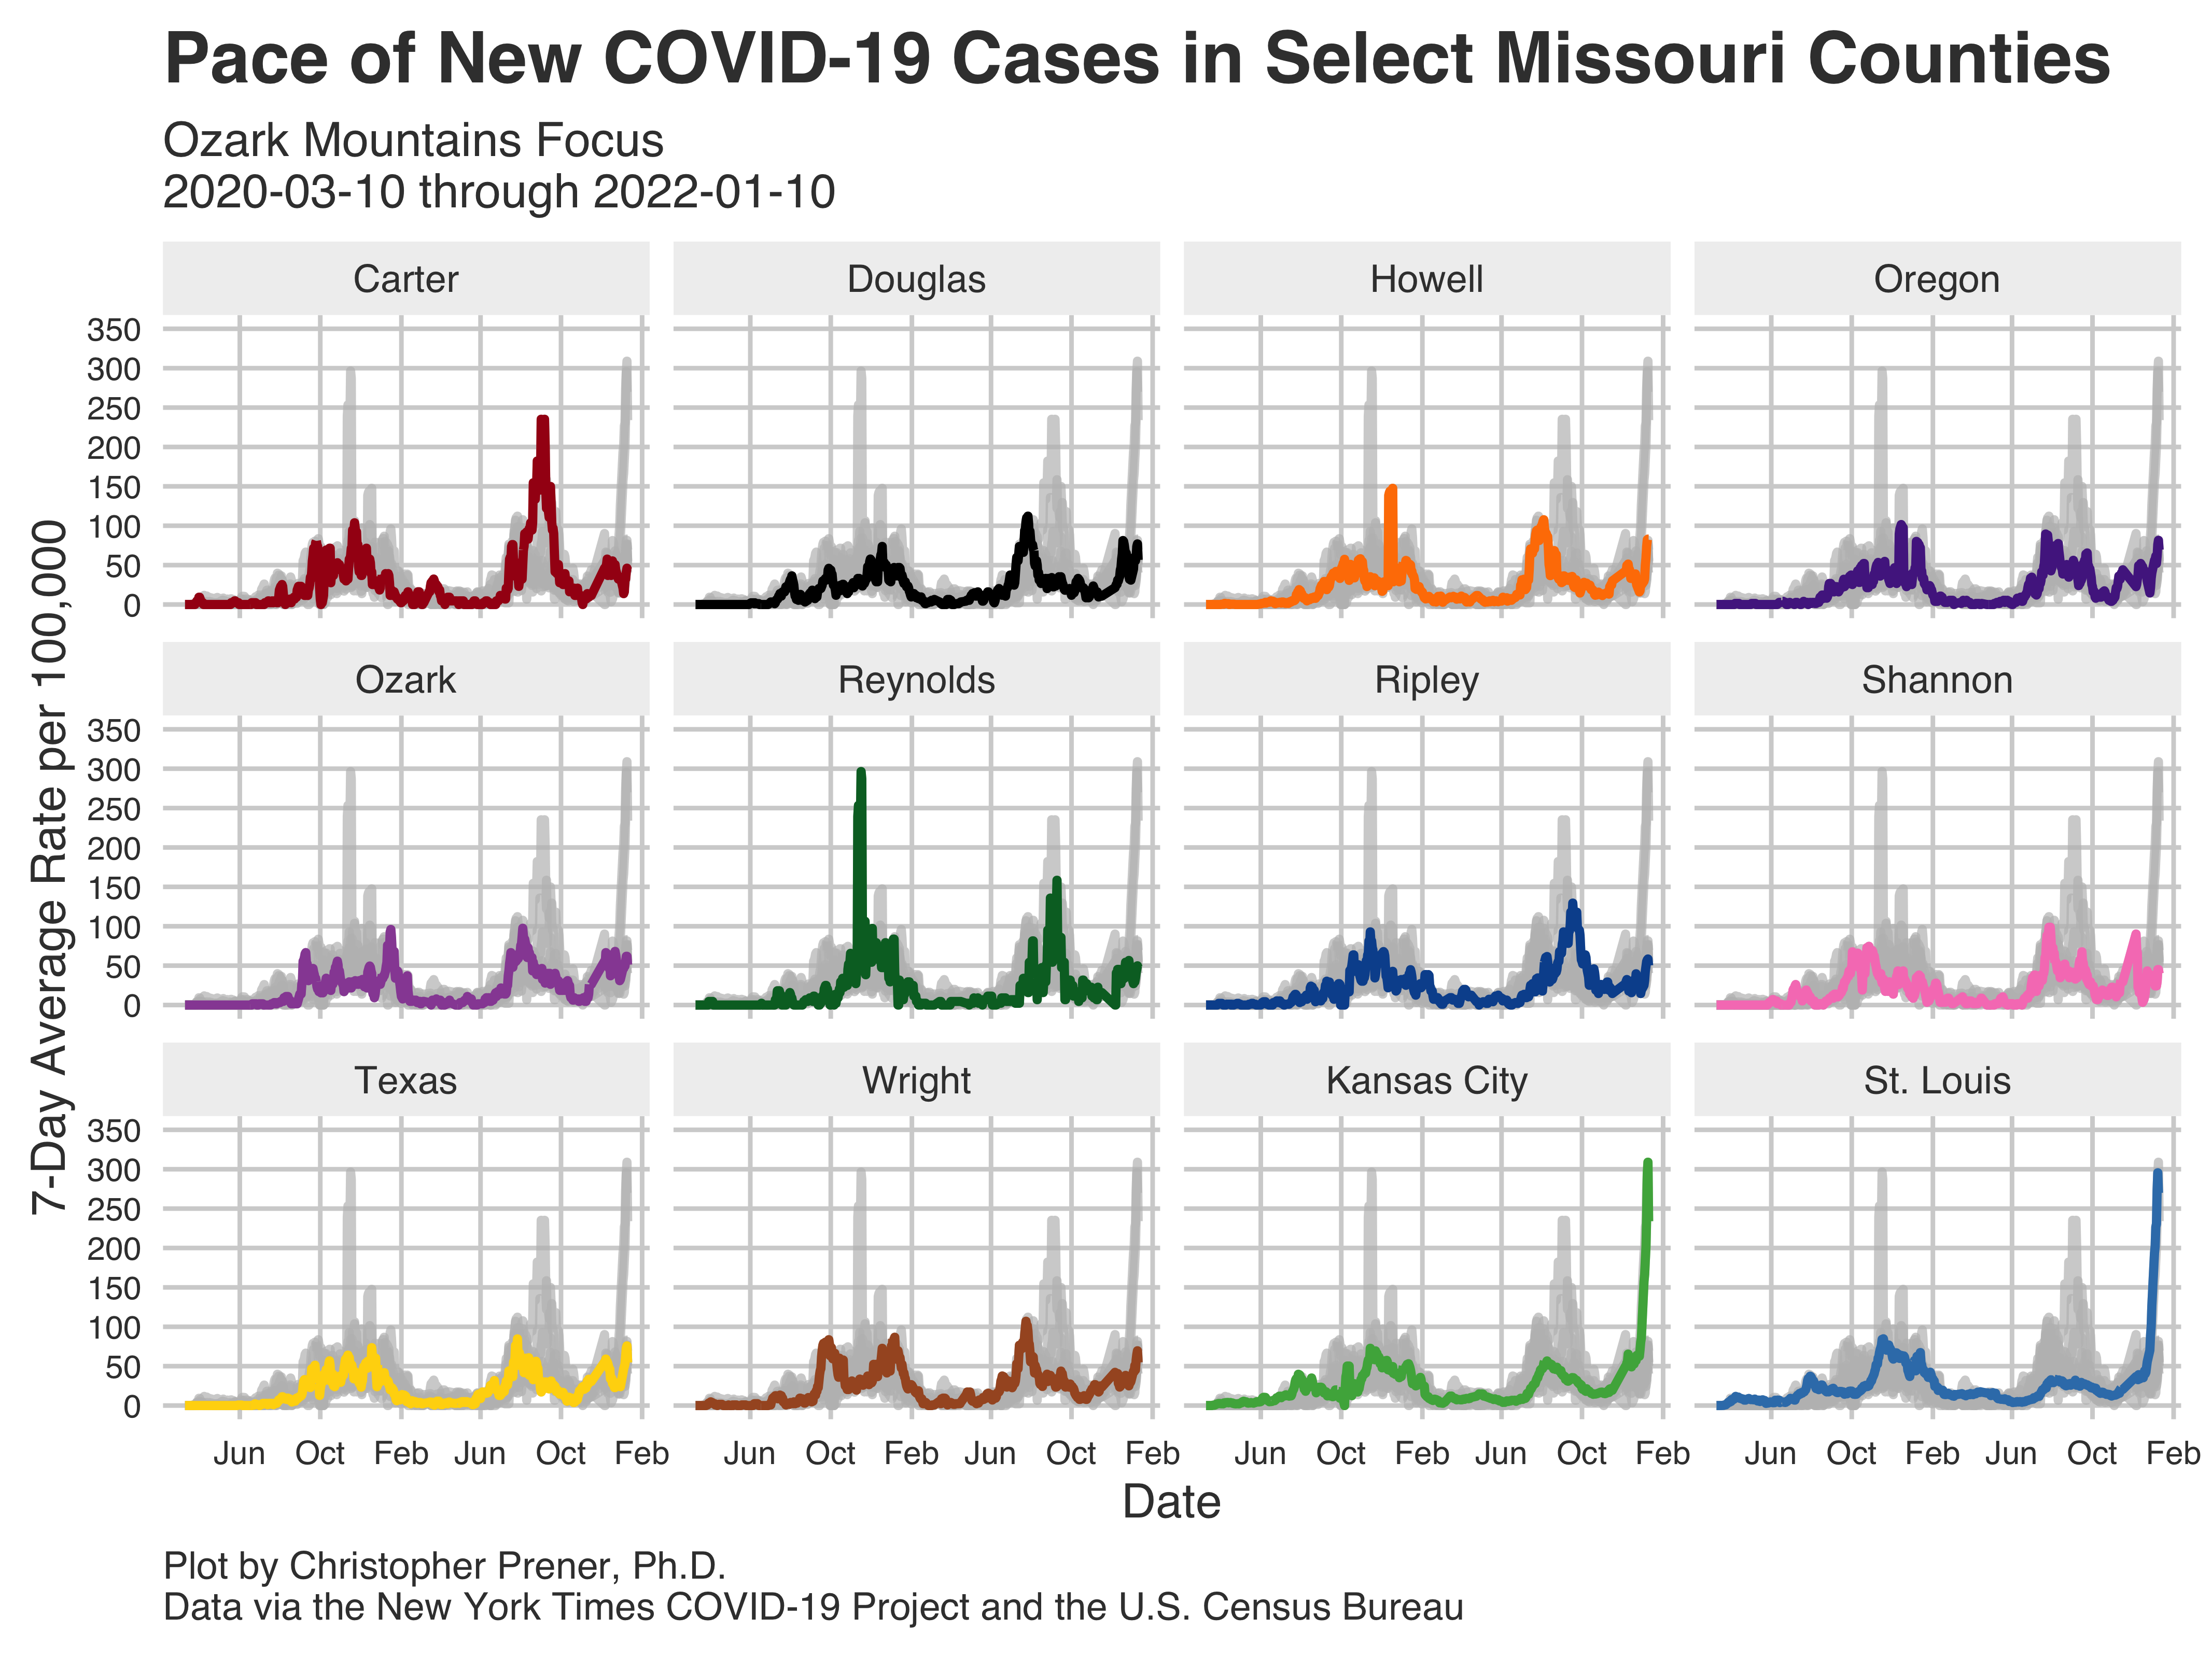 Pace of New COVID-19 Cases in Select Missouri Counties
Ozark Mountains Focus
2020-03-10 through 2022-01-10
7-Day Average Rate per 100,000
Carter Douglas Howell Oregon
350
300
250
200
150
100
50
0
Ozark Reynolds Ripley Shannon
350
300
250
200
150
100
50
0
Texas Wright Kansas City St. Louis
350
300
250
200
150
100
50
0
Jun Oct Feb Jun Oct Feb Jun Oct Feb Jun Oct Feb Jun Oct Feb Jun Oct Feb Jun Oct Feb Jun Oct Feb
Date
Plot by Christopher Prener, Ph.D.
Data via the New York Times COVID-19 Project and the U.S. Census Bureau